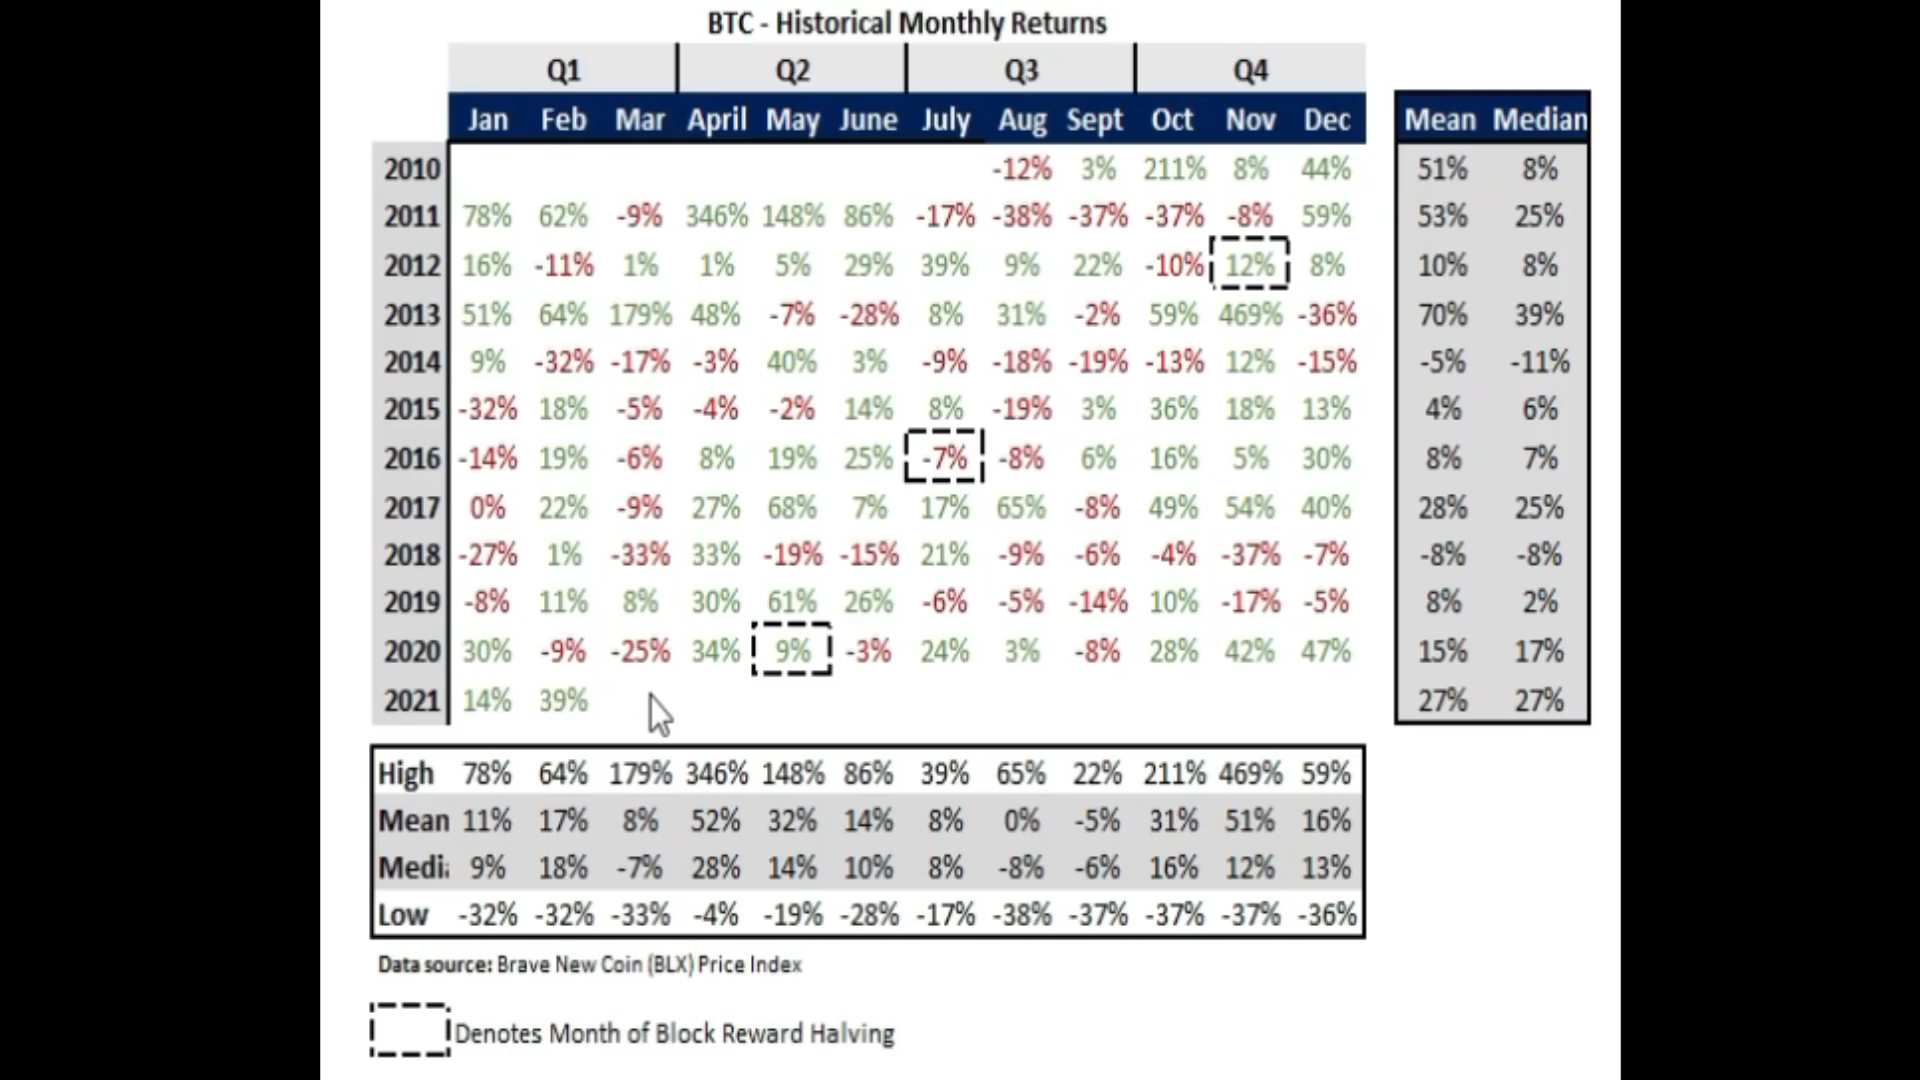 BTC - Historical Monthly Returns
Q1 Q2 Q3 Q4
Jan Feb Mar April May June July Aug Sept Oct Nov Dec Mean Median
2010 -12% 3% 211% 8% 44% 51% 8%
2011 78% 62% -9% 346% 148% 86% -17% -38% -37% -37% -8% 59% 53% 25%
2012 16% -11% 1% 1% 5% 29% 39% 9% 22% -10% 12% 8% 10% 8%
2013 51% 64% 179% 48% -7% -28% 8% 31% -2% 59% 469% -36% 70% 39%
2014 9% -32% -17% -3% 40% 3% -9% -18% -19% -13% 12% -15% -5% -11%
2015 -32% 18% -5% -4% -2% 14% 8% -19% 3% 36% 18% 13% 4% 6%
2016 -14% 19% -6% 8% 19% 25% -7% -8% 6% 16% 5% 30% 8% 7%
2017 0% 22% -9% 27% 68% 7% 17% 65% -8% 49% 54% 40% 28% 25%
2018 -27% 1% -33% 33% -19% -15% 21% -9% -6% -4% -37% -7% -8% -8%
2019 -8% 11% 8% 30% 61% 26% -6% -5% -14% 10% -17% -5% 8% 2%
2020 30% -9% -25% 34% 9% -3% 24% 3% -8% 28% 42% 47% 15% 17%
2021 14% 39% 27% 27%
High 78% 64% 179% 346% 148% 86% 39% 65% 22% 211% 469% 59%
Mean 11% 17% 8% 52% 32% 14% 8% 0% -5% 31% 51% 16%
Medi 9% 18% -7% 28% 14% 10% 8% -8% -6% 16% 12% 13%
Low -32% -32% -33% -4% -19% -28% -17% -38% -37% -37% -37% -36%
Data source: Brave New Coin (BLX) Price Index
Denotes Month of Block Reward Halving